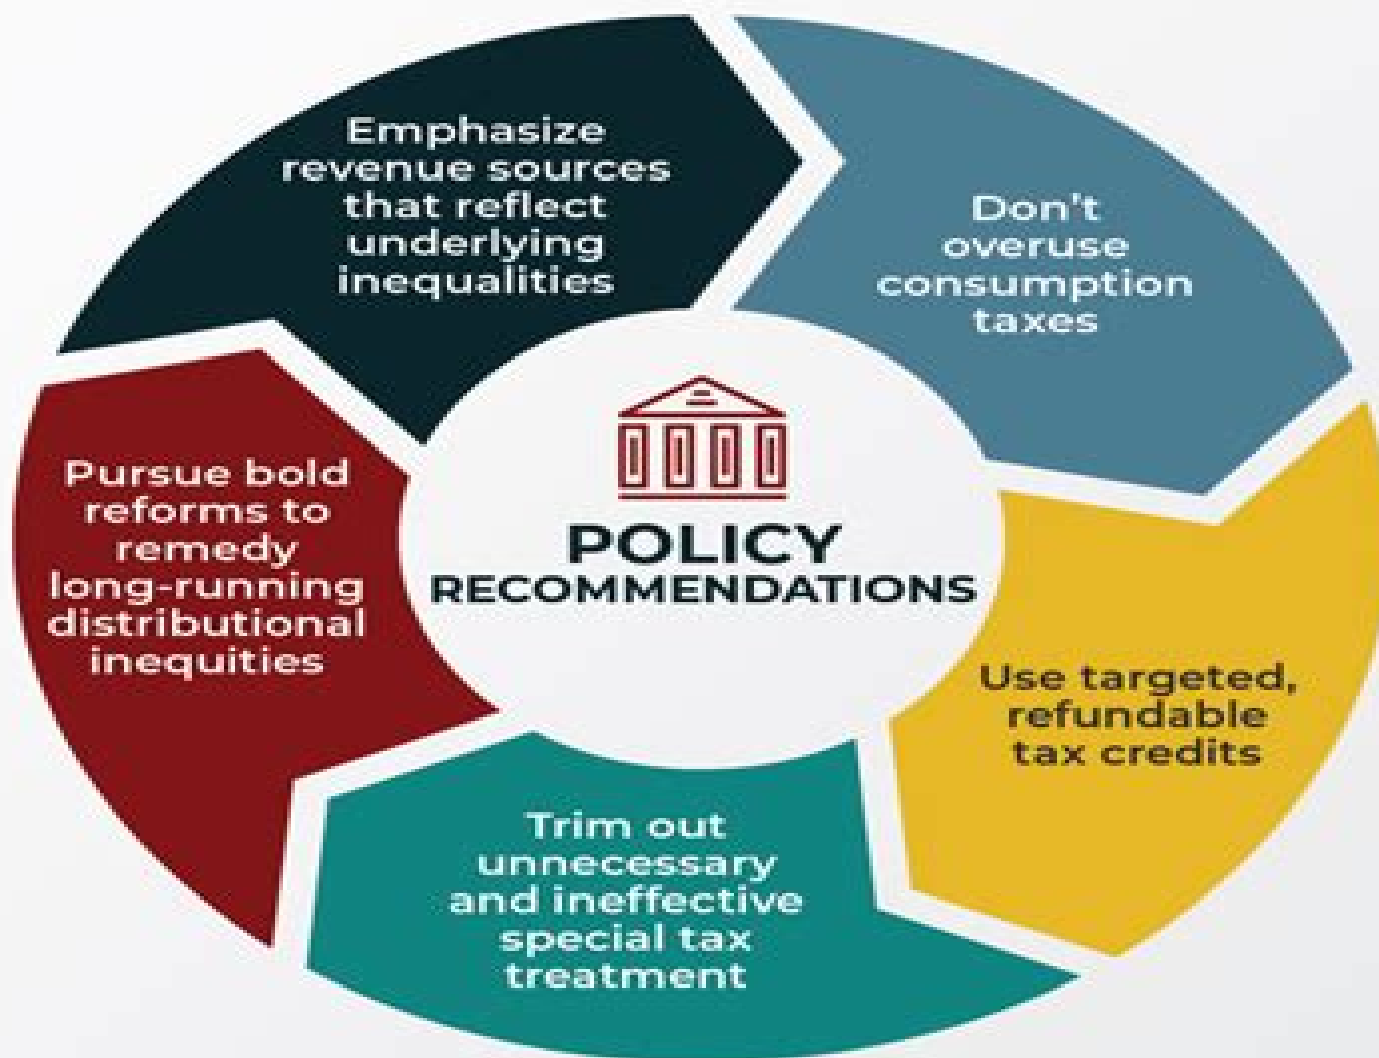 Emphasize
revenue sources
that reflect
underlying
inequalities
Don't
overuse
consumption
taxes
Use targeted,
refundable
tax credits
Trim out
unnecessary
and ineffective
special tax
treatment
Pursue bold
reforms to
remedy
long-running
distributional
inequities
POLICY
RECOMMENDATIONS